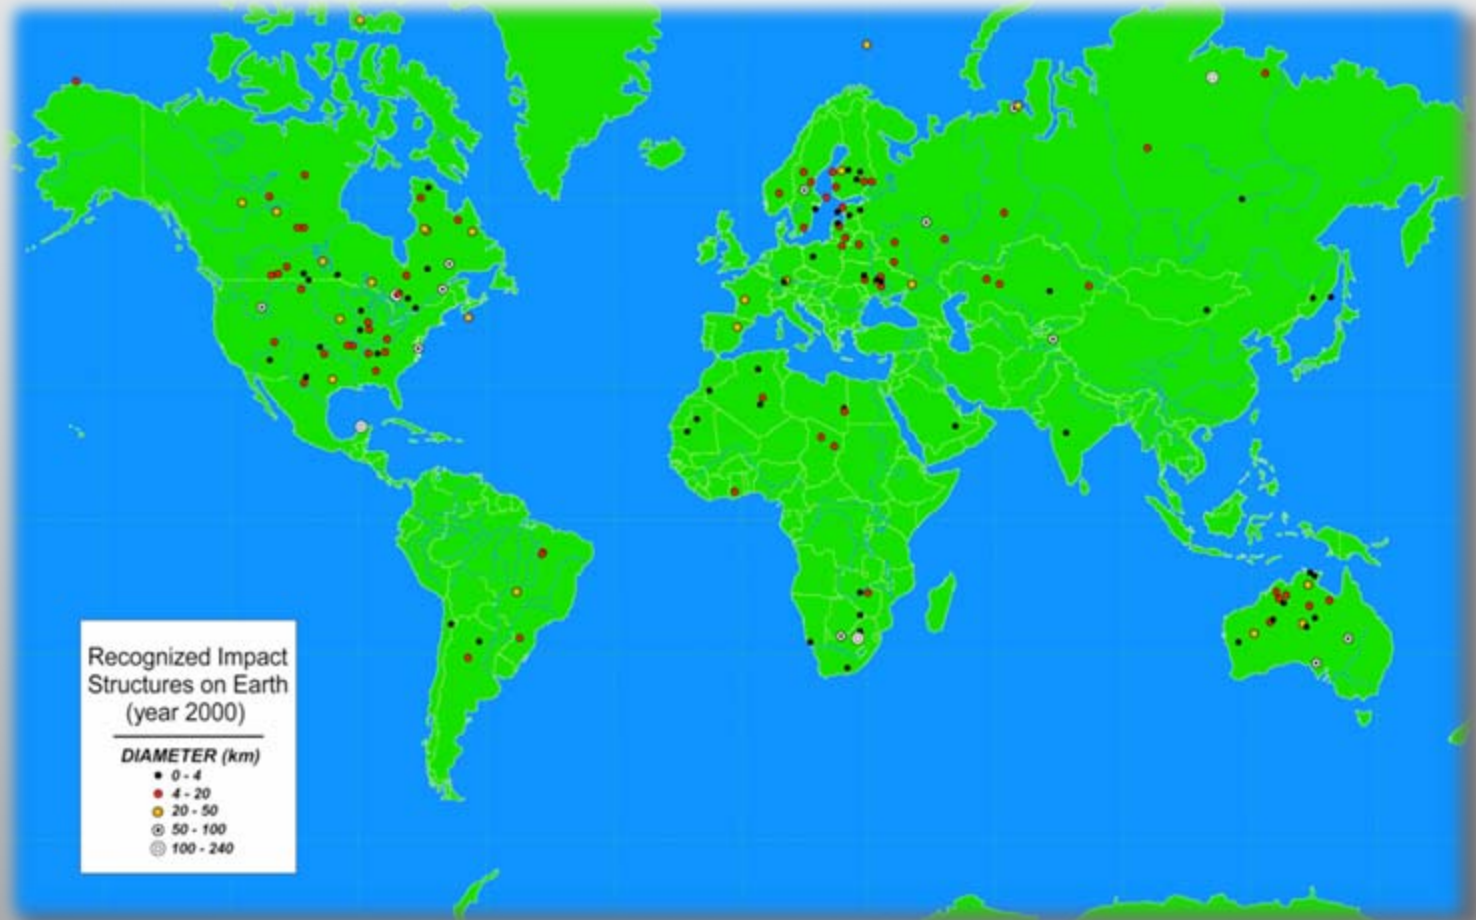 Recognized Impact
Structures on Earth
(year 2000)
DIAMETER (km)
0 - 4
4 - 20
20 - 50
50 - 100
100 - 240